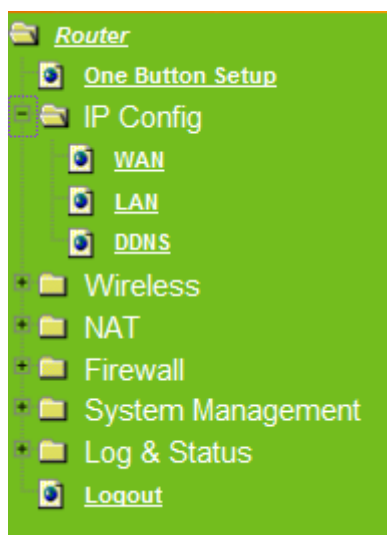 Router
One Button Setup
IP Config
WAN
LAN
DDNS
Wireless
NAT
Firewall
System Management
Log & Status
Logout